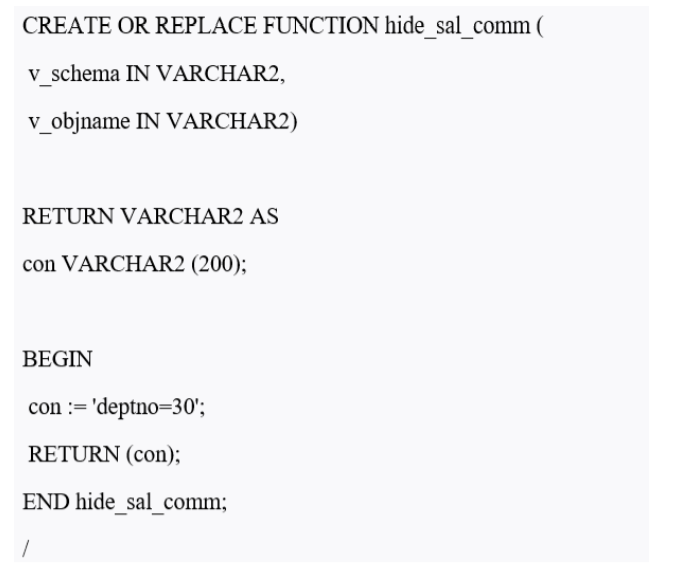 CREATE OR REPLACE FUNCTION hide_sal_comm (
v_schema IN VARCHAR2,
v_objname IN VARCHAR2)
RETURN VARCHAR2 AS
con VARCHAR2 (200);
BEGIN
con := 'deptno=30';
RETURN (con);
END hide_sal_comm;
/